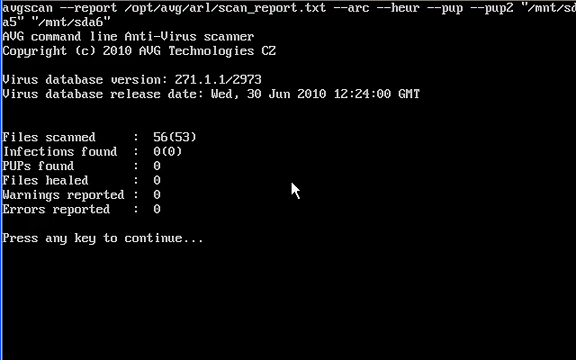 avgscan --report /opt/avg/arl/scan_report.txt --arc --heur --pup --pup2 "/mnt/sd
a5" "/mnt/sda6"
AVG command line Anti-Virus scanner
Copyright (c) 2010 AVG Technologies CZ
Virus database version: 271.1.1/2973
Virus database release date: Wed, 30 Jun 2010 12:24:00 GMT
Files scanned     :  56(53)
Infections found  :  0(0)
PUPs found        :  0
Files healed      :  0
Warnings reported :  0
Errors reported   :  0
Press any key to continue...